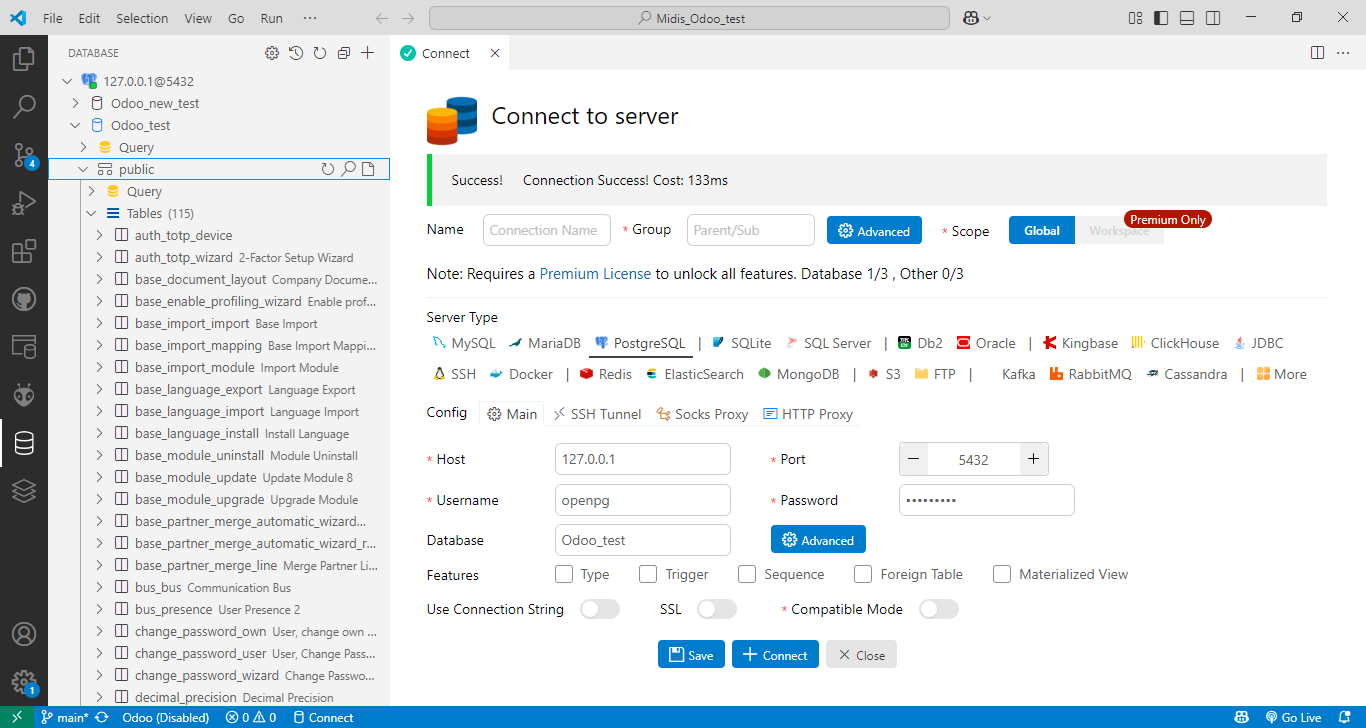 File Edit Selection View Go Run ···
Midis_Odoo_test
DATABASE
127.0.0.1@5432
Odoo_new_test
Odoo_test
Query
public
Query
Tables (115)
auth_totp_device
auth_totp_wizard 2-Factor Setup Wizard
base_document_layout Company Docume...
base_enable_profiling_wizard Enable prof...
base_import_import Base Import
base_import_mapping Base Import Mappi...
base_import_module Import Module
base_language_export Language Export
base_language_import Language Import
base_language_install Install Language
base_module_uninstall Module Uninstall
base_module_update Update Module 8
base_module_upgrade Upgrade Module
base_partner_merge_automatic_wizard...
base_partner_merge_automatic_wizard_r...
base_partner_merge_line Merge Partner Li...
bus_bus Communication Bus
bus_presence User Presence 2
change_password_own User, change own ...
change_password_user User, Change Pass...
change_password_wizard Change Passwo...
decimal_precision Decimal Precision
4
1
Connect
Connect to server
Success! Connection Success! Cost: 133ms
Name Connection Name * Group Parent/Sub Advanced * Scope Global Workspace Premium Only
Note: Requires a Premium License to unlock all features. Database 1/3 , Other 0/3
Server Type
MySQL MariaDB PostgreSQL | SQLite SQL Server | Db2 Oracle | Kingbase ClickHouse JDBC
SSH Docker | Redis ElasticSearch MongoDB | S3 FTP | Kafka RabbitMQ Cassandra | More
Config Main SSH Tunnel Socks Proxy HTTP Proxy
* Host 127.0.0.1 * Port 5432
* Username openpg * Password •••••••••
Database Odoo_test Advanced
Features Type Trigger Sequence Foreign Table Materialized View
Use Connection String SSL * Compatible Mode
Save Connect Close
main* Odoo (Disabled) 0 0 Connect Go Live